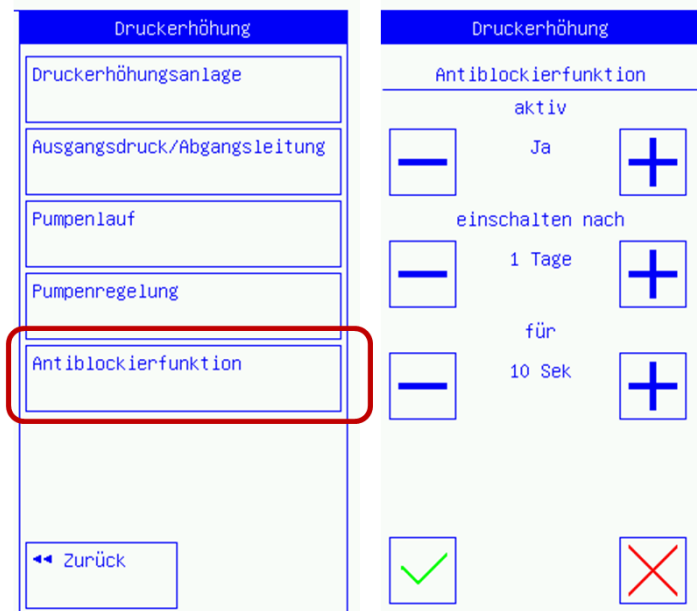 Druckerhöhung
Druckerhöhungsanlage
Ausgangsdruck/Abgangsleitung
Pumpenlauf
Pumpenregelung
Antiblockierfunktion
◄◄ Zurück
Druckerhöhung
Antiblockierfunktion
aktiv
Ja
einschalten nach
1 Tage
für
10 Sek